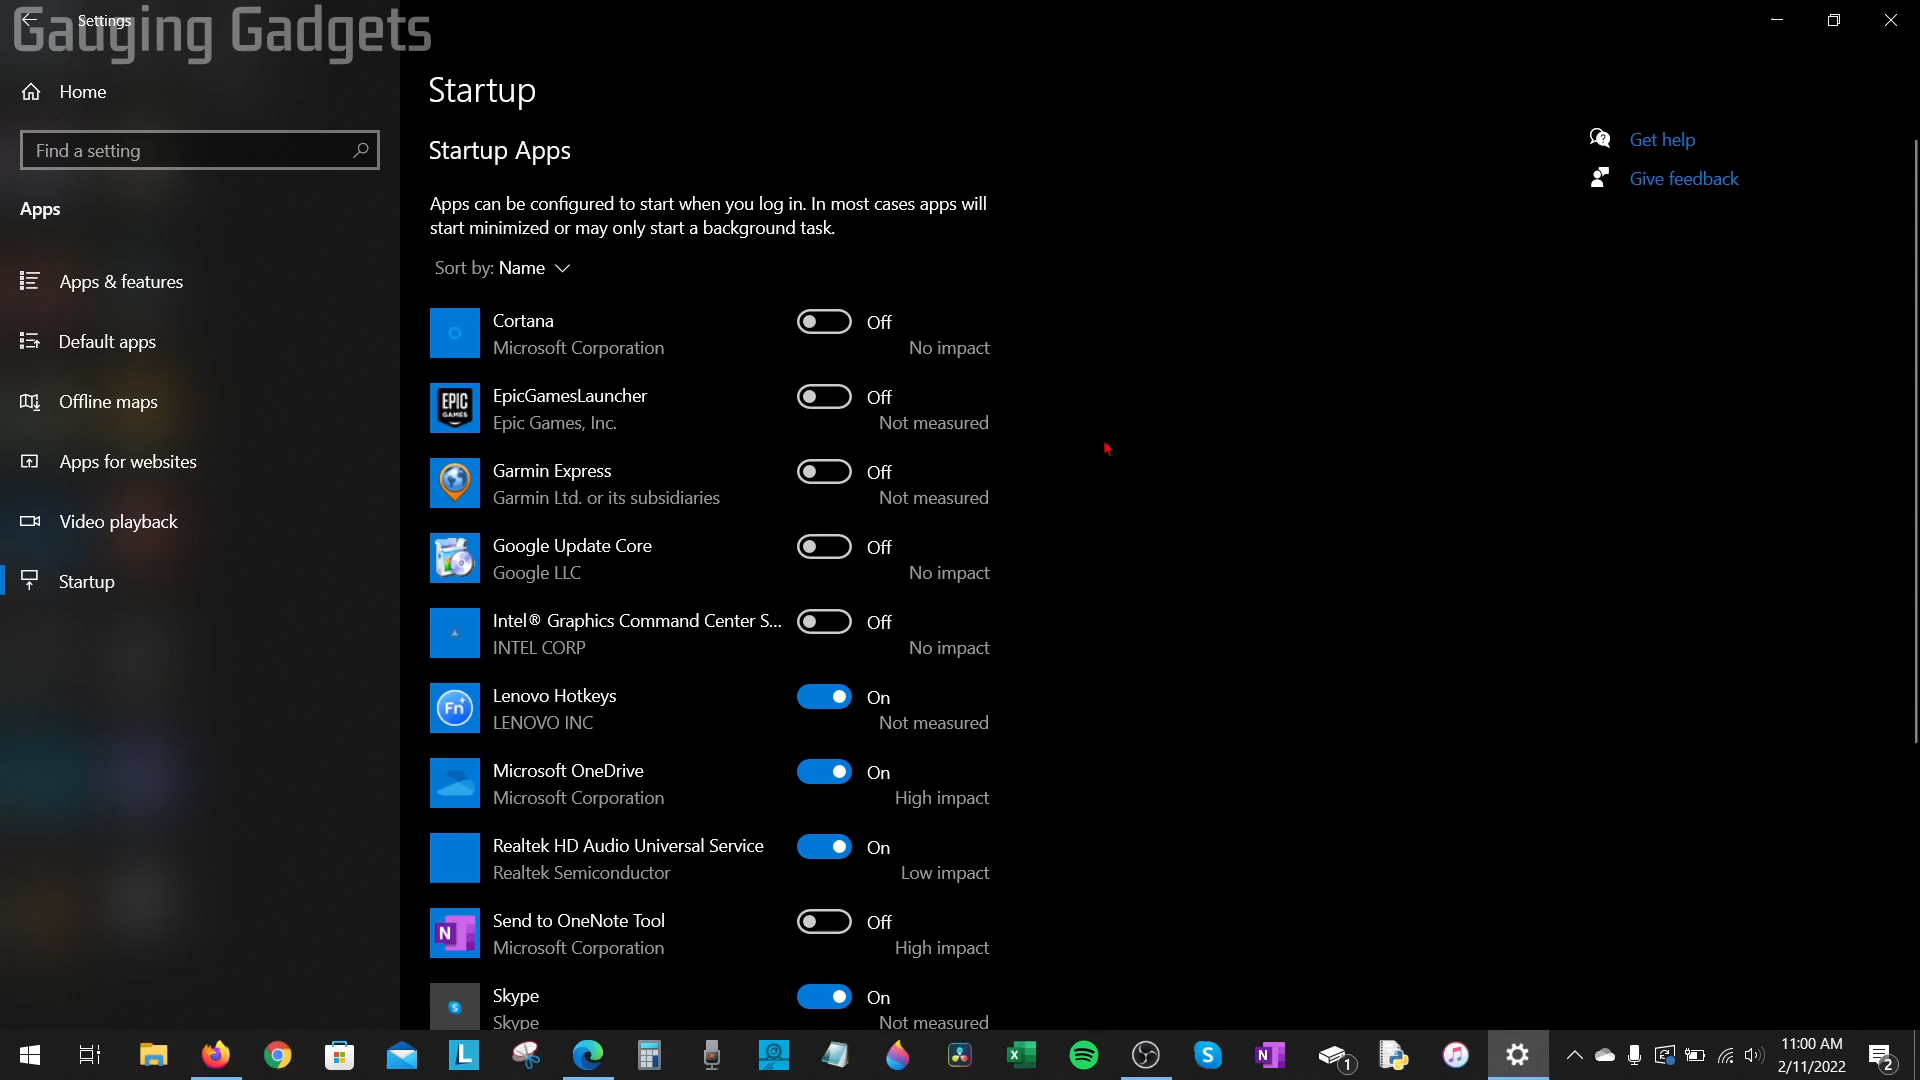 Gauging Gadgets
Settings
Home
Find a setting
Apps
Apps & features
Default apps
Offline maps
Apps for websites
Video playback
Startup
Startup
Startup Apps
Apps can be configured to start when you log in. In most cases apps will
start minimized or may only start a background task.
Sort by: Name
Cortana
Off
Microsoft Corporation
No impact
EPIC
GAMES
EpicGamesLauncher
Off
Epic Games, Inc.
Not measured
Garmin Express
Off
Garmin Ltd. or its subsidiaries
Not measured
Google Update Core
Off
Google LLC
No impact
Intel® Graphics Command Center S...
Off
INTEL CORP
No impact
Fn
Lenovo Hotkeys
On
LENOVO INC
Not measured
Microsoft OneDrive
On
Microsoft Corporation
High impact
Realtek HD Audio Universal Service
On
Realtek Semiconductor
Low impact
N
Send to OneNote Tool
Off
Microsoft Corporation
High impact
S
Skype
On
Skype
Not measured
Get help
Give feedback
L
X
S
N
1
11:00 AM
2/11/2022
2